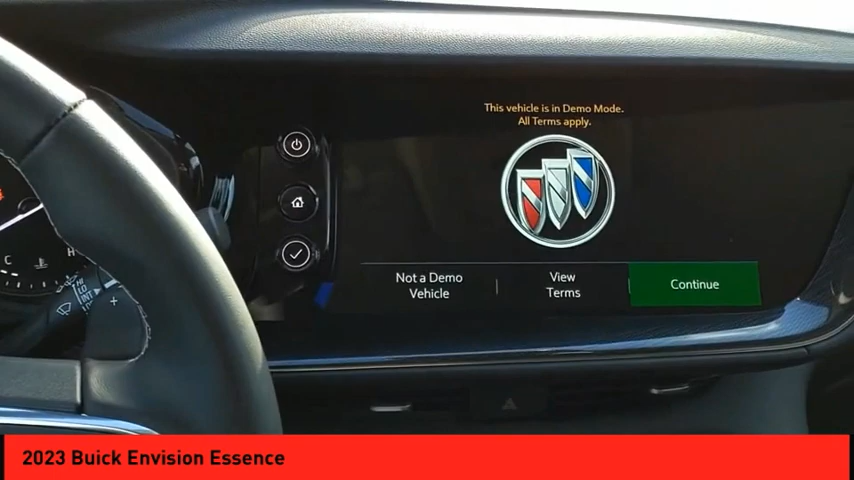 This vehicle is in Demo Mode.
All Terms apply.
Not a Demo
Vehicle
View
Terms
Continue
H
C
INT
2023 Buick Envision Essence